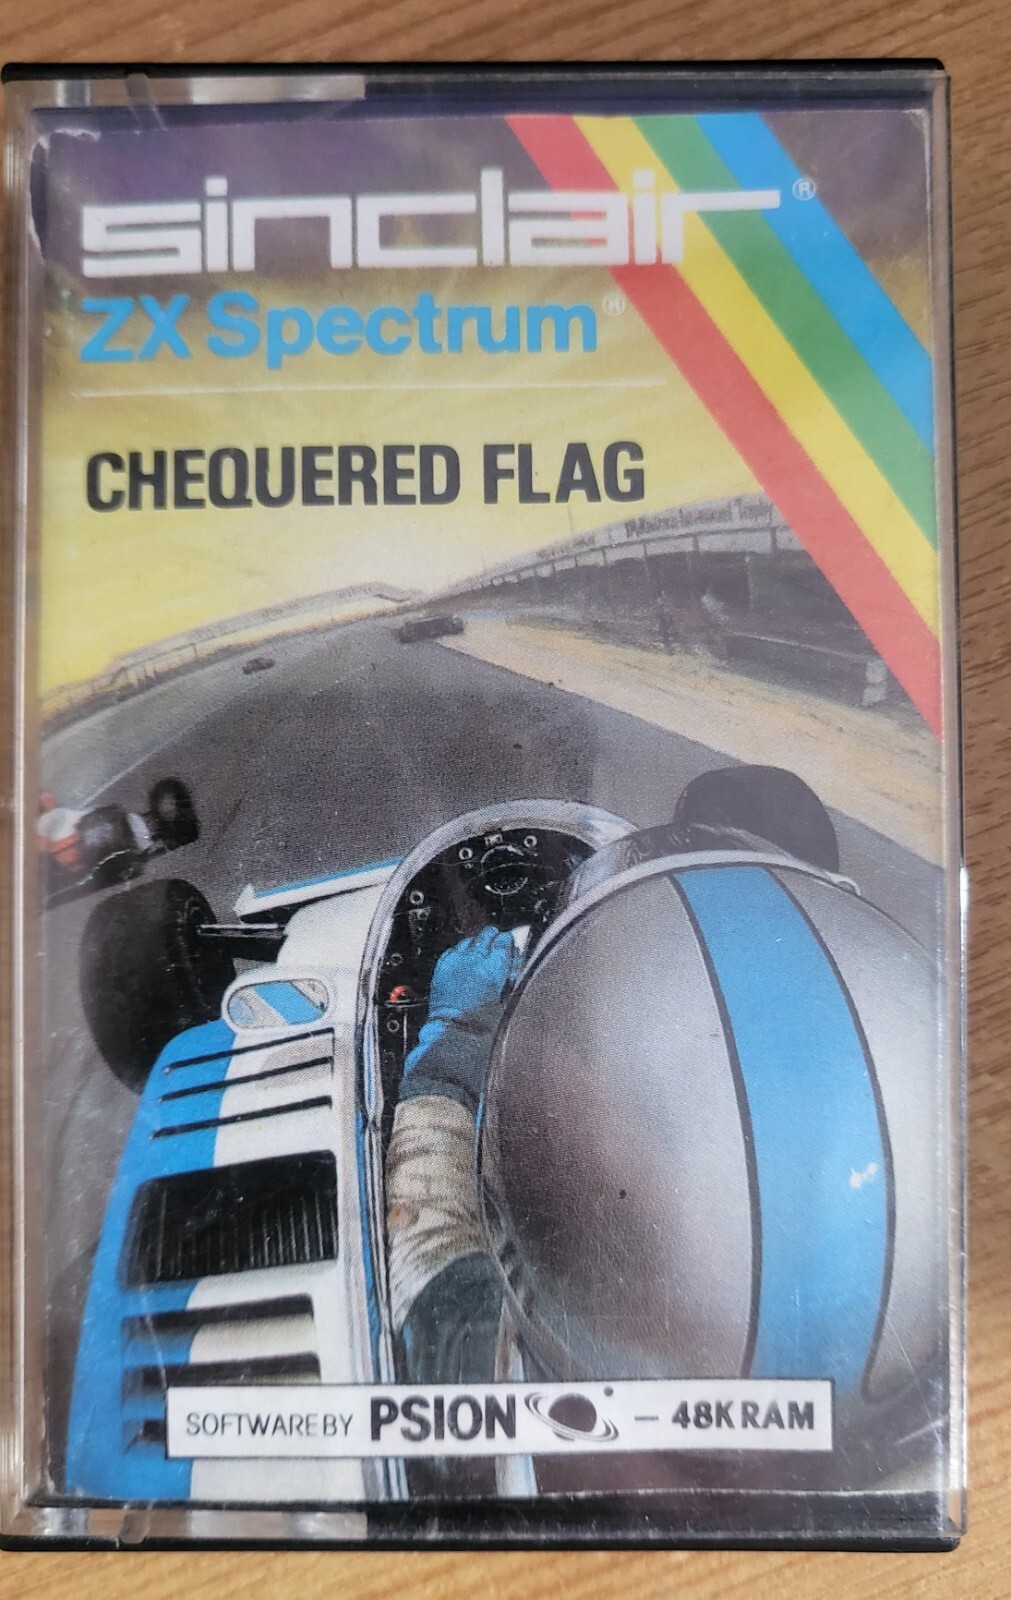 sinclair®
ZX Spectrum®
CHEQUERED FLAG
SOFTWARE BY PSION – 48K RAM